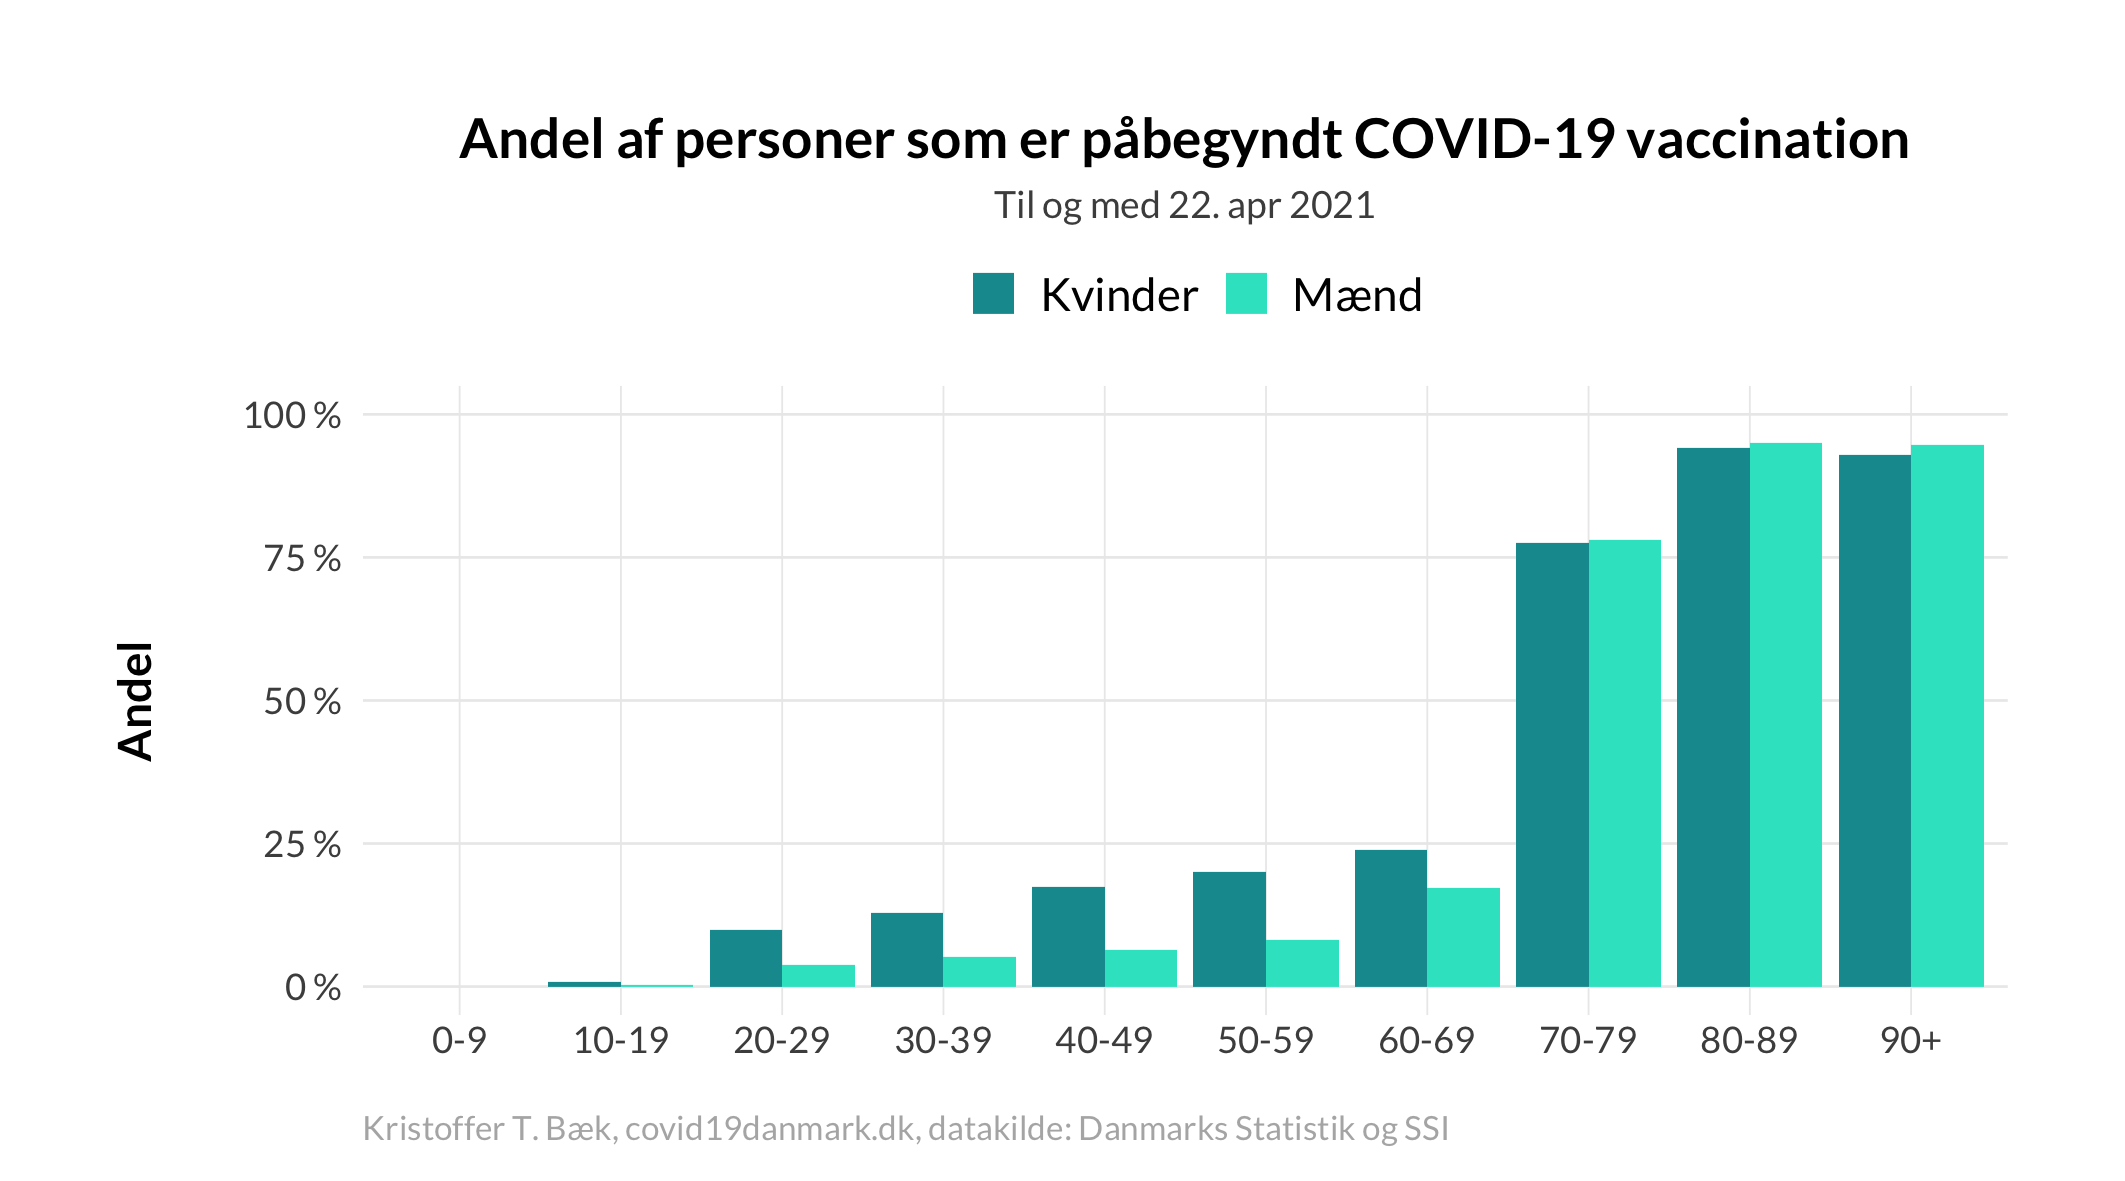 Andel af personer som er påbegyndt COVID-19 vaccination
Til og med 22. apr 2021
Kvinder Mænd
Andel
100 %
75 %
50 %
25 %
0 %
0-9 10-19 20-29 30-39 40-49 50-59 60-69 70-79 80-89 90+
Kristoffer T. Bæk, covid19danmark.dk, datakilde: Danmarks Statistik og SSI